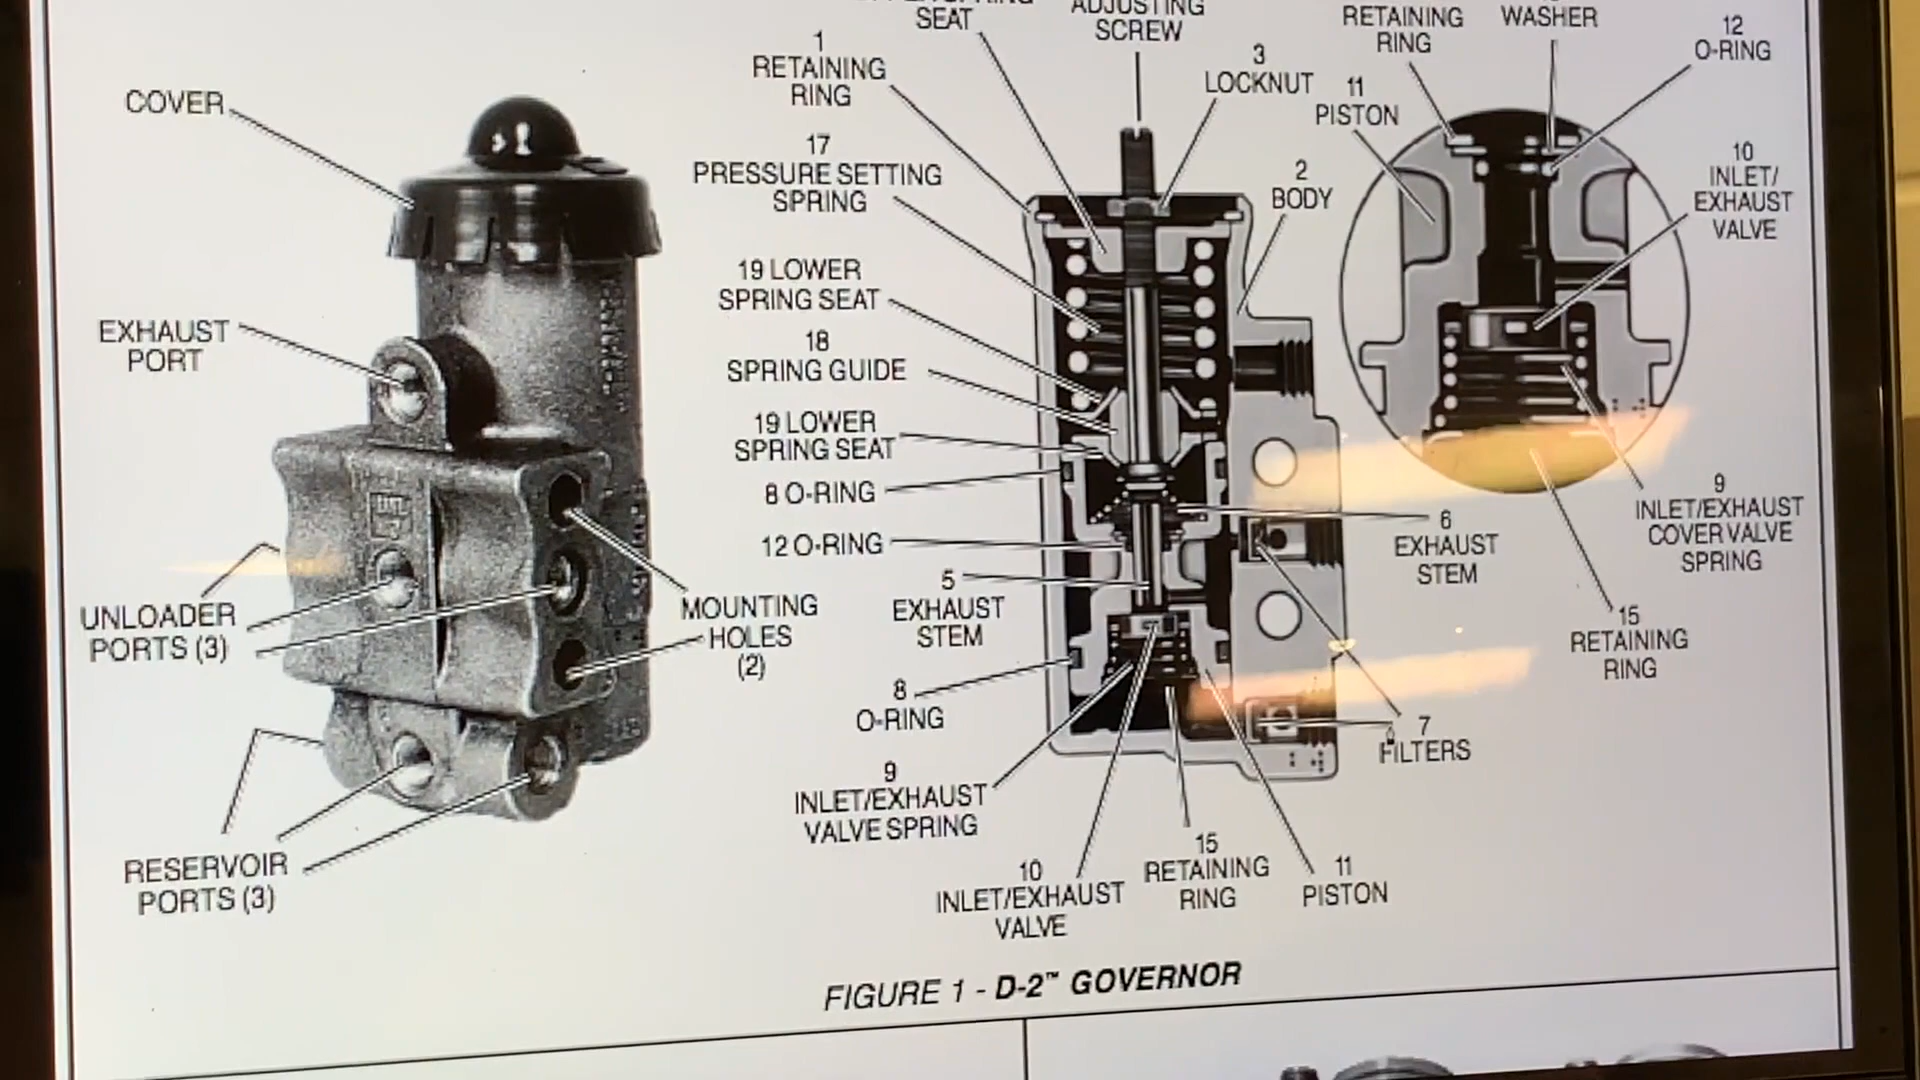 SEAT
ADJUSTING
SCREW
1
RETAINING
RING
3
LOCKNUT
RETAINING
RING
WASHER
12
O-RING
11
PISTON
COVER
17
PRESSURE SETTING
SPRING
2
BODY
10
INLET/
EXHAUST
VALVE
19 LOWER
SPRING SEAT
EXHAUST
PORT
18
SPRING GUIDE
19 LOWER
SPRING SEAT
8 O-RING
12 O-RING
5
EXHAUST
STEM
6
EXHAUST
STEM
9
INLET/EXHAUST
COVER VALVE
SPRING
UNLOADER
PORTS (3)
MOUNTING
HOLES
(2)
15
RETAINING
RING
8
O-RING
7
FILTERS
9
INLET/EXHAUST
VALVE SPRING
RESERVOIR
PORTS (3)
10
INLET/EXHAUST
VALVE
15
RETAINING
RING
11
PISTON
FIGURE 1 - D-2™ GOVERNOR